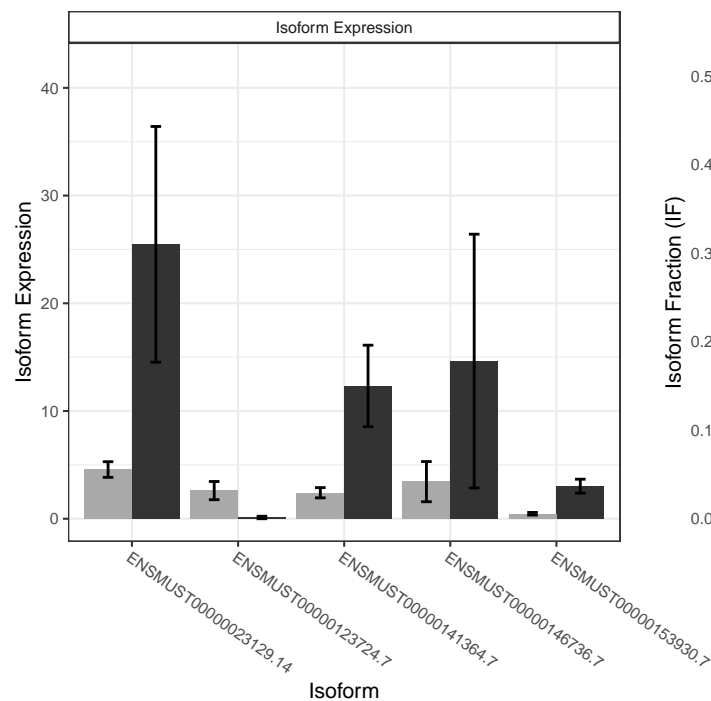 Isoform Expression
40
30
20
10
0
Isoform Expression
ENSMUST00000023129.14
ENSMUST00000123724.7
ENSMUST00000141364.7
ENSMUST00000146736.7
ENSMUST00000153930.7
Isoform
Isoform Fraction (IF)
0.5
0.4
0.3
0.2
0.1
0.0